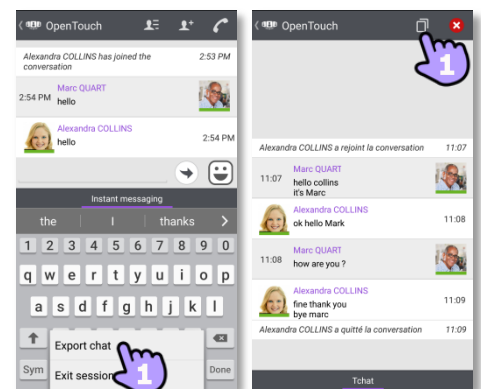 OpenTouch
Alexandra COLLINS has joined the
conversation
2:53 PM
Marc QUART
2:54 PM
hello
Alexandra COLLINS
hello
2:54 PM
Instant messaging
the
I
thanks
1 2 3 4 5 6 7 8 9 0
q w e r t y u i o p
a s d f g h j k l
Export chat
1
Sym
Exit session
Done
OpenTouch
1
Alexandra COLLINS a rejoint la conversation
11:07
Marc QUART
11:07
hello collins
it's Marc
Alexandra COLLINS
ok hello Mark
11:08
Marc QUART
11:08
how are you ?
Alexandra COLLINS
fine thank you
bye marc
11:09
Alexandra COLLINS a quitté la conversation
11:09
Tchat